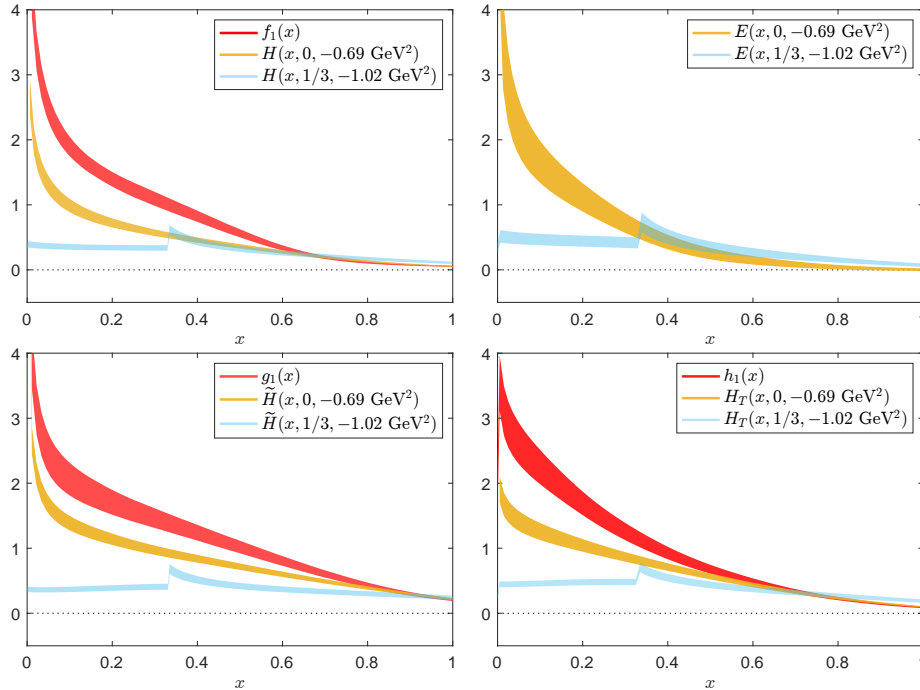 4
3
2
1
0
f₁(x)
H(x, 0, −0.69 GeV²)
H(x, 1/3, −1.02 GeV²)
0 0.2 0.4 0.6 0.8 1
x
4
3
2
1
0
E(x, 0, −0.69 GeV²)
E(x, 1/3, −1.02 GeV²)
0 0.2 0.4 0.6 0.8 1
x
4
3
2
1
0
g₁(x)
H̃(x, 0, −0.69 GeV²)
H̃(x, 1/3, −1.02 GeV²)
0 0.2 0.4 0.6 0.8 1
x
4
3
2
1
0
h₁(x)
H_T(x, 0, −0.69 GeV²)
H_T(x, 1/3, −1.02 GeV²)
0 0.2 0.4 0.6 0.8 1
x